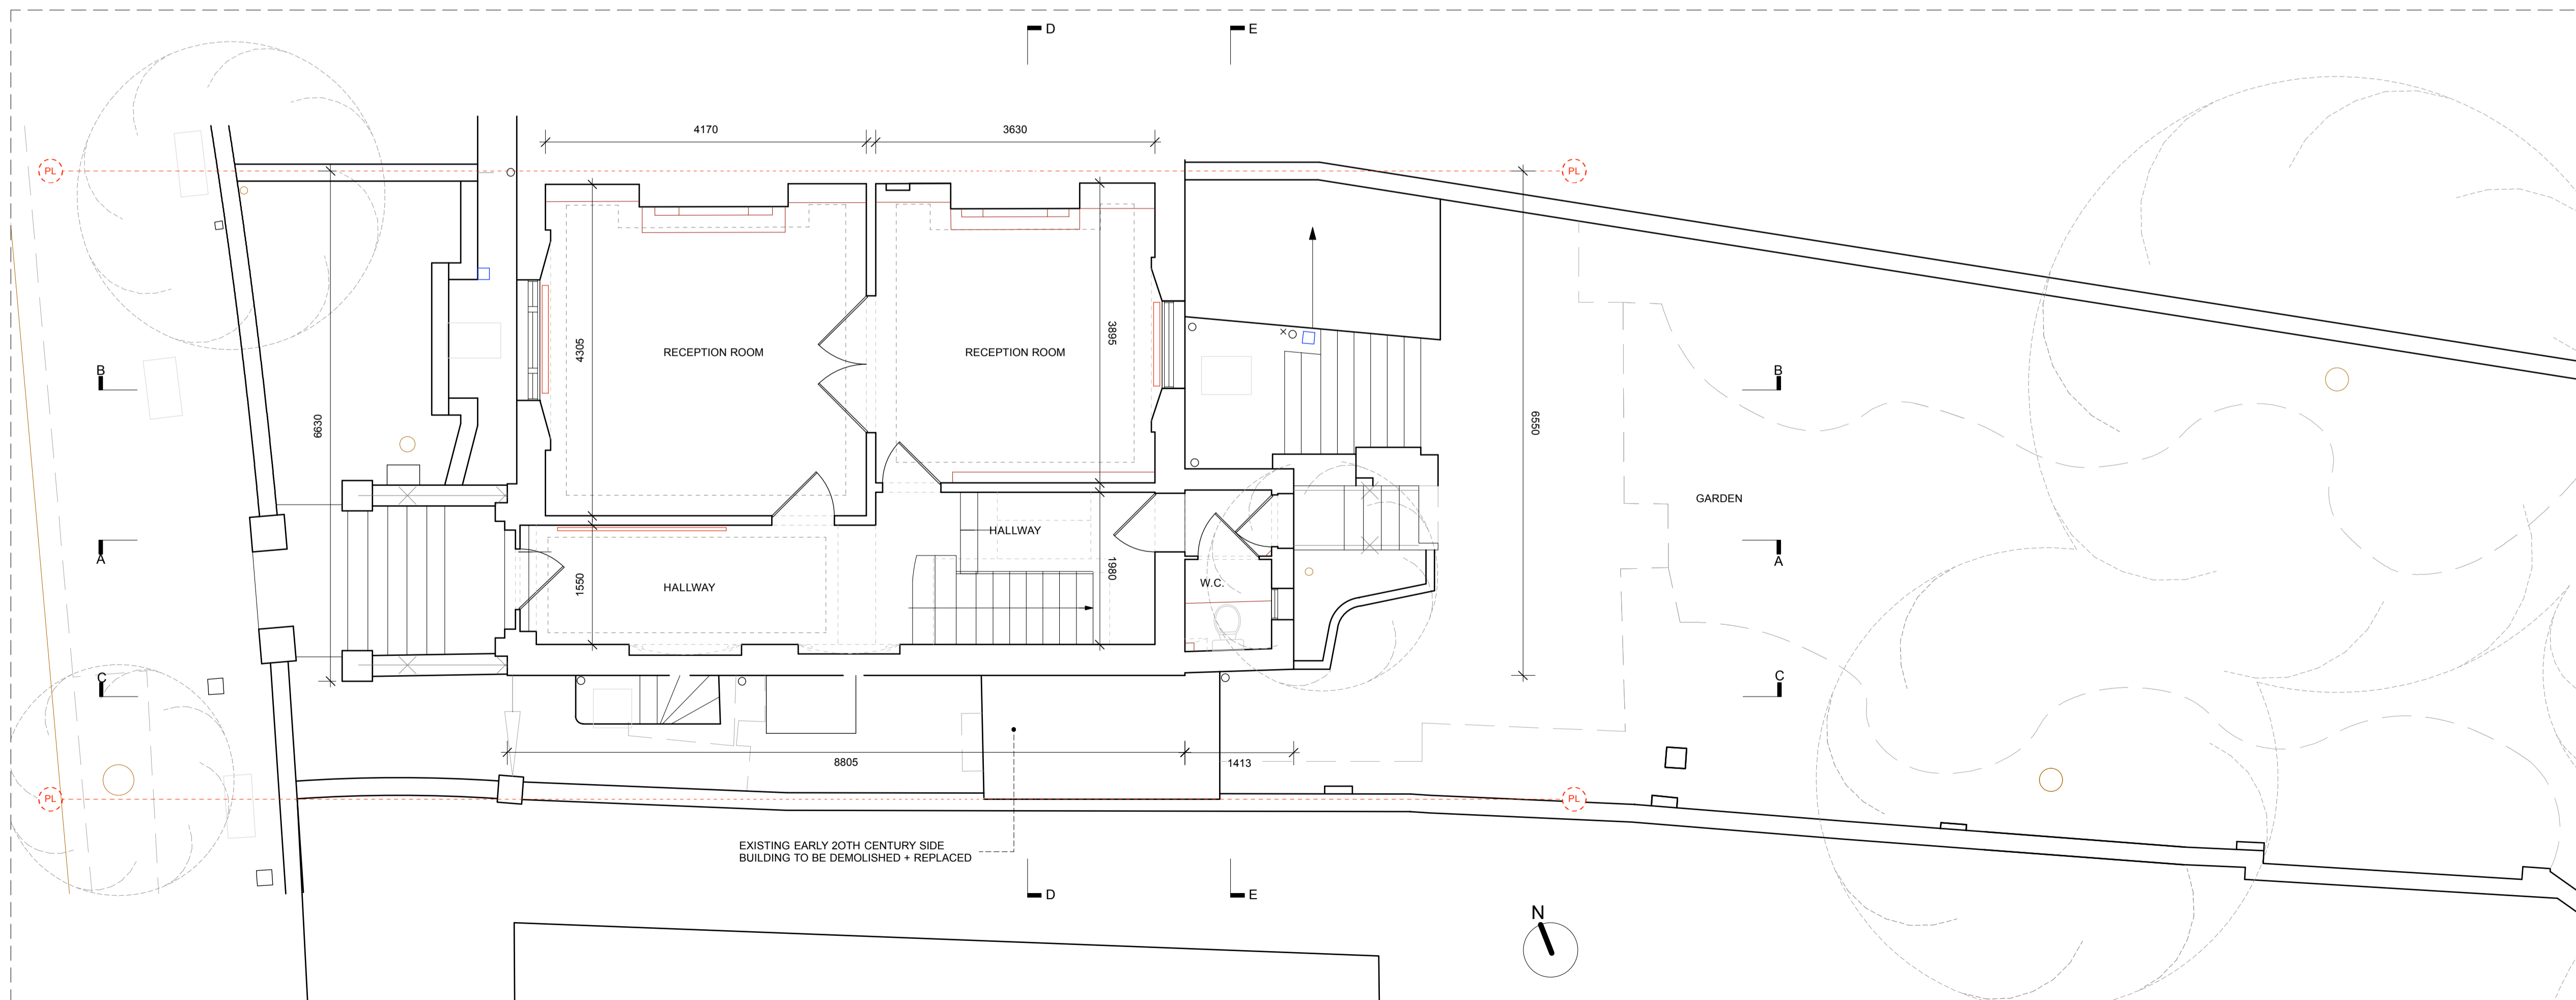 D
E
4170
3630
PL
PL
4305
3895
RECEPTION ROOM
RECEPTION ROOM
B
B
6630
6550
GARDEN
HALLWAY
A
A
1550
1980
HALLWAY
W.C.
C
C
8805
1413
PL
PL
EXISTING EARLY 2OTH CENTURY SIDE
BUILDING TO BE DEMOLISHED + REPLACED
D
E
N